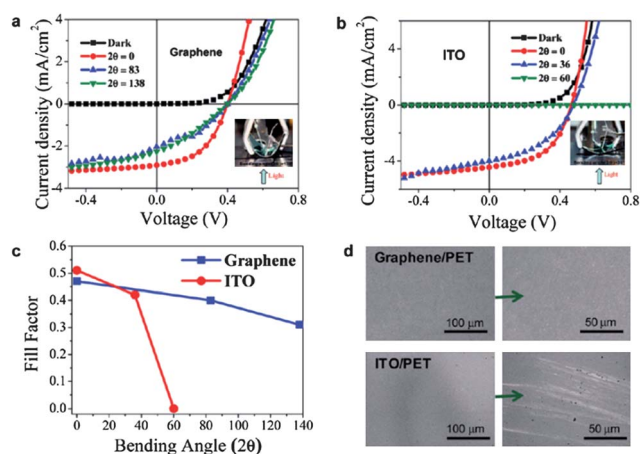 a
4
2
0
-2
-4
Current density (mA/cm²)
Graphene
Dark
2θ = 0
2θ = 83
2θ = 138
Light
-0.4 0.0 0.4 0.8
Voltage (V)
b
6
4
2
0
-2
-4
-6
Current density (mA/cm²)
ITO
Dark
2θ = 0
2θ = 36
2θ = 60
Light
-0.4 0.0 0.4 0.8
Voltage (V)
c
0.6
0.5
0.4
0.3
0.2
0.1
0.0
Fill Factor
Graphene
ITO
0 20 40 60 80 100 120 140
Bending Angle (2θ)
d
Graphene/PET
100 μm
50 μm
ITO/PET
100 μm
50 μm